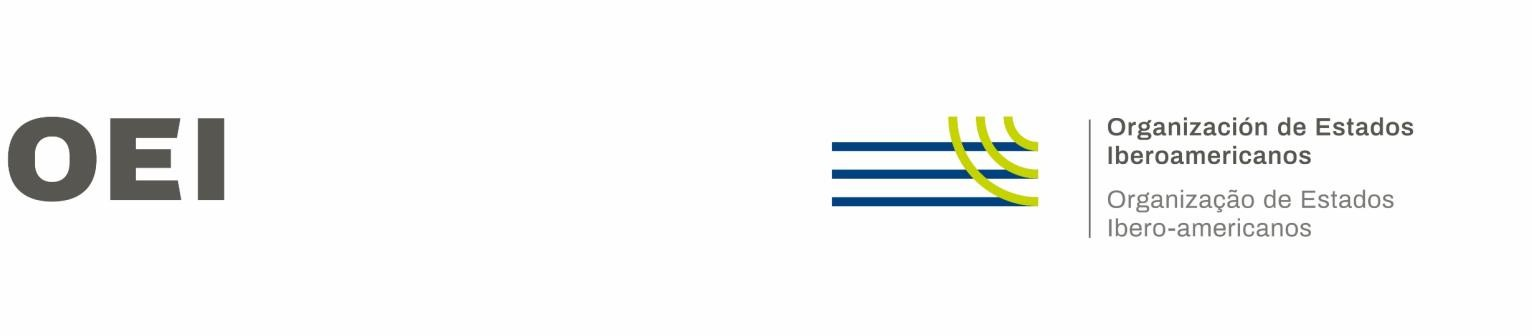 OEI
Organización de Estados
Iberoamericanos
Organização de Estados
Ibero-americanos